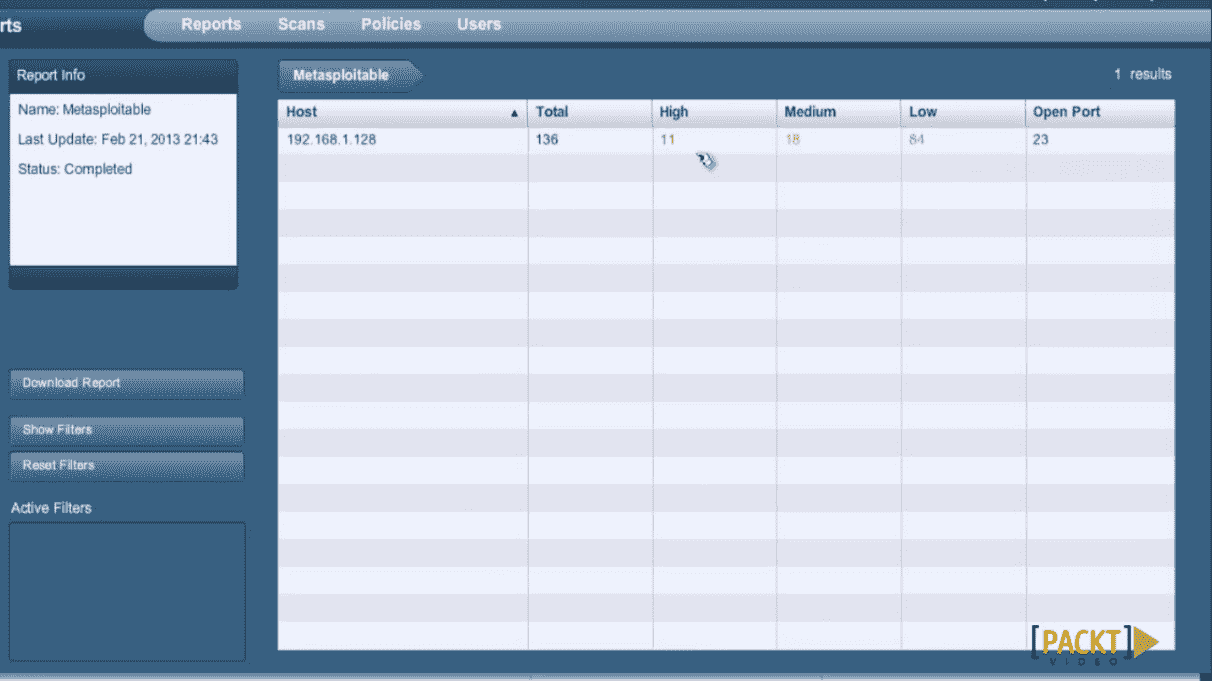 rts
Reports Scans Policies Users
Report Info
Name: Metasploitable
Last Update: Feb 21, 2013 21:43
Status: Completed
Download Report
Show Filters
Reset Filters
Active Filters
Metasploitable
1 results
Host Total High Medium Low Open Port
192.168.1.128 136 11 18 84 23
[PACKT]
VIDEO